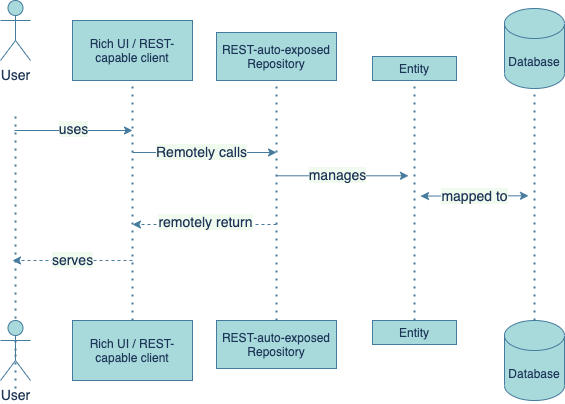 User
Rich UI / REST-
capable client
REST-auto-exposed
Repository
Entity
Database
uses
Remotely calls
manages
mapped to
remotely return
serves
User
Rich UI / REST-
capable client
REST-auto-exposed
Repository
Entity
Database